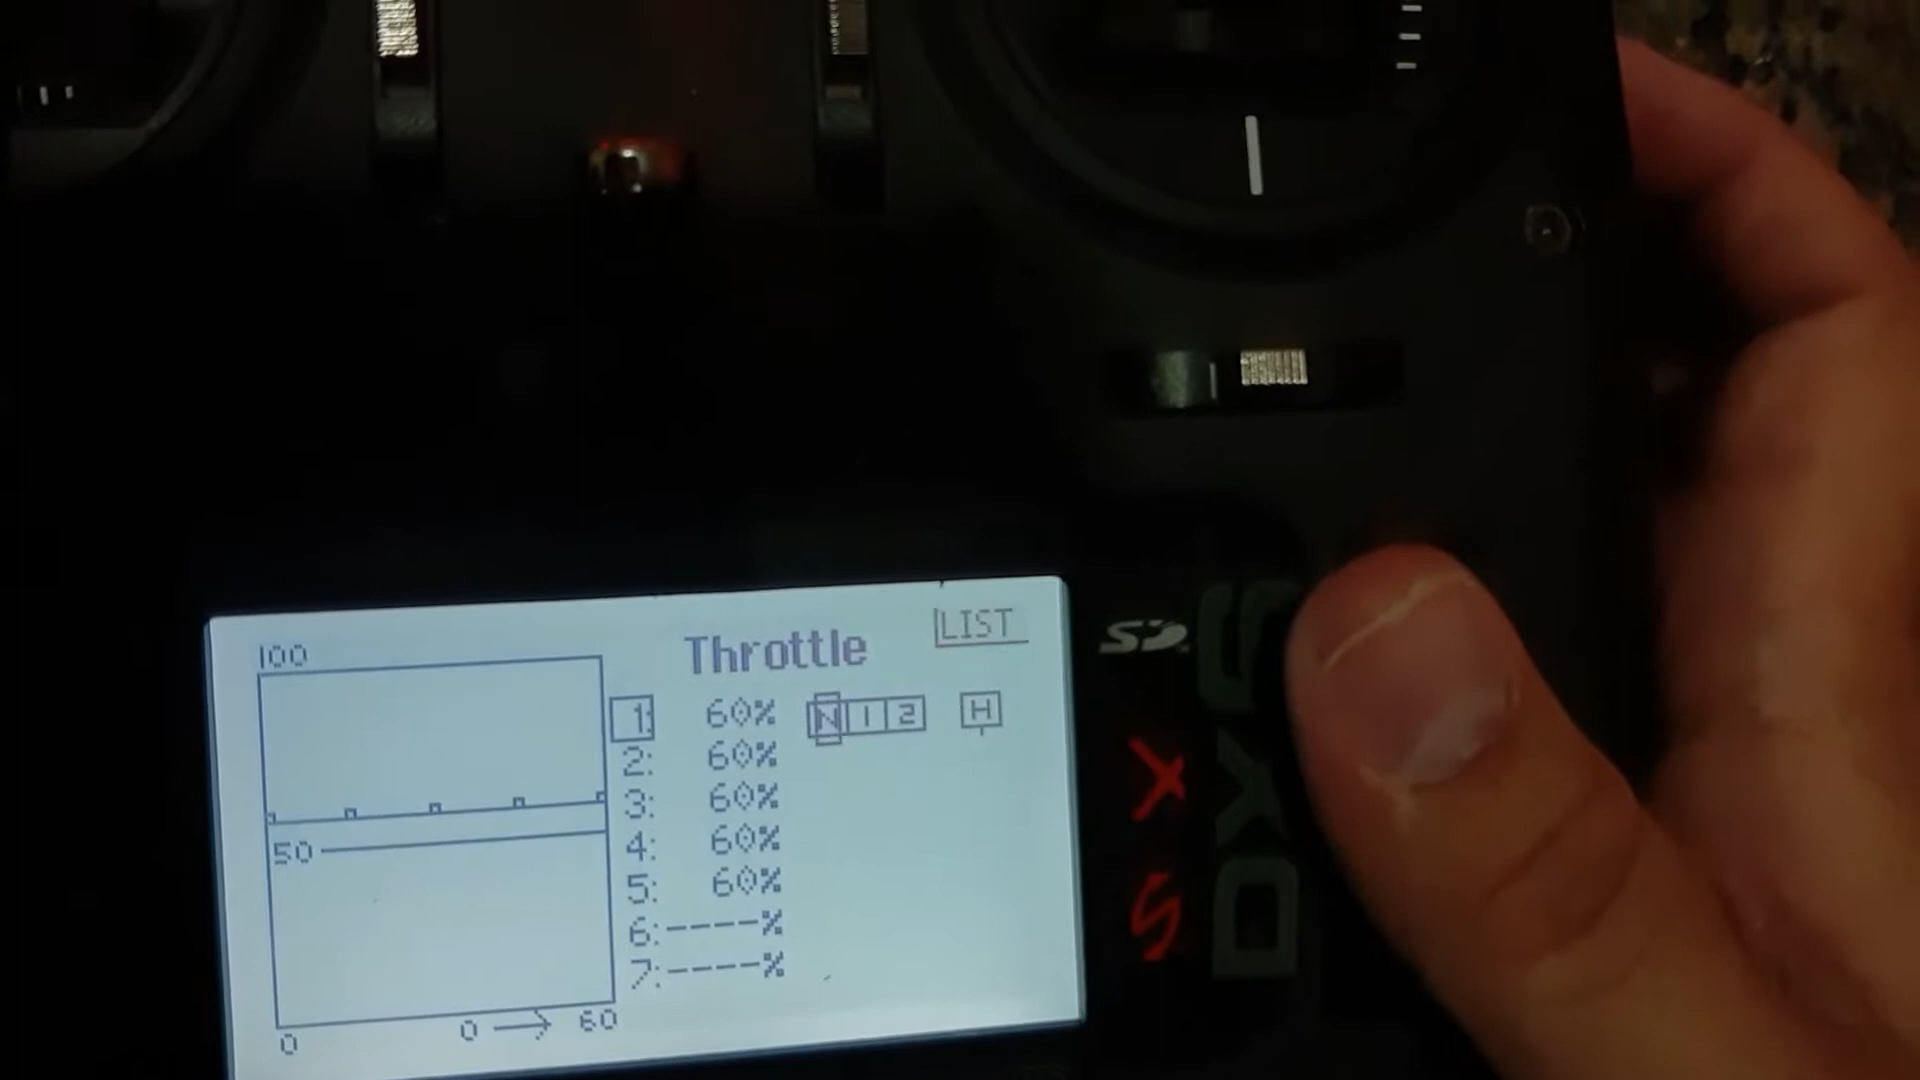 100
Throttle
LIST
1: 60% N 1 2 H
2: 60%
3: 60%
4: 60%
5: 60%
6:----%
7:----%
50
0 → 60
0
SD